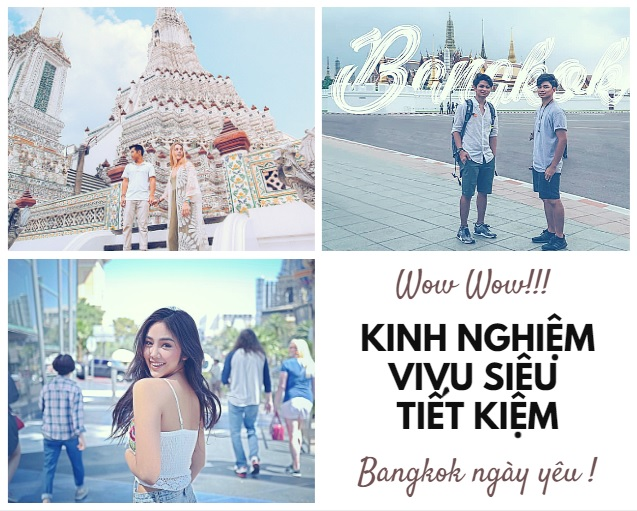 Bangkok
Wow Wow!!!
KINH NGHIỆM
VIVU SIÊU
TIẾT KIỆM
Bangkok ngày yêu !